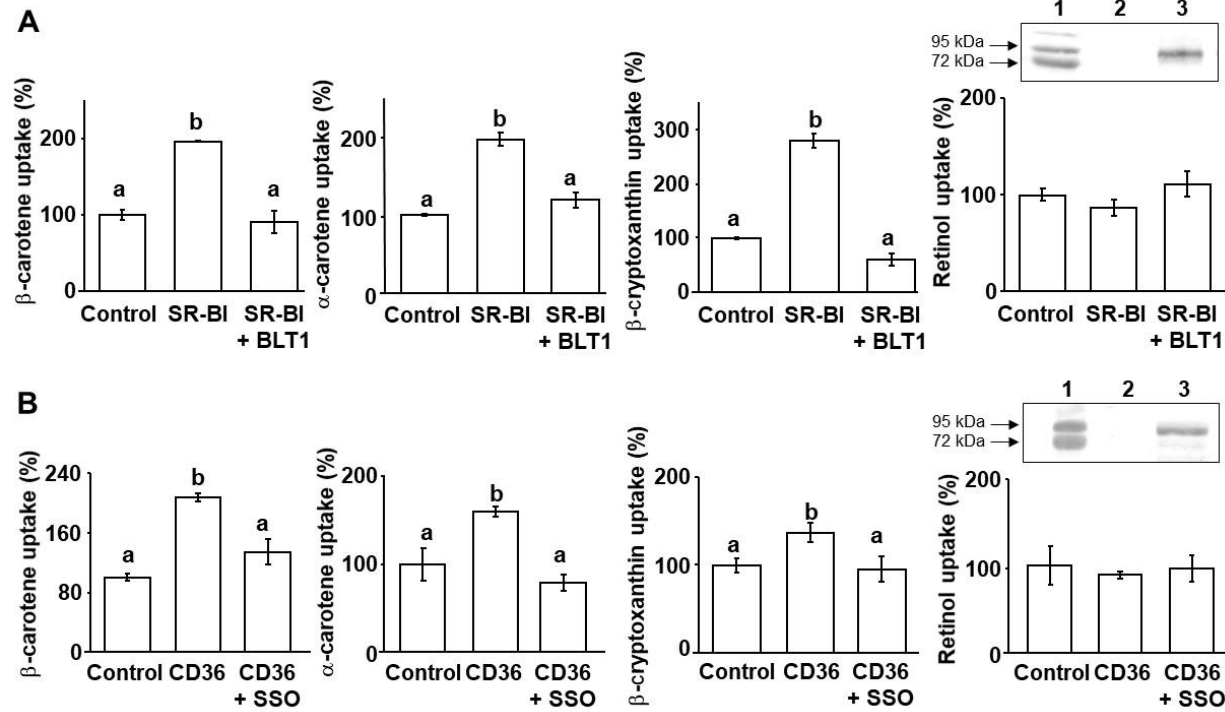 A
1 2 3
95 kDa
72 kDa
β-carotene uptake (%)
200
100
0
a
b
a
Control SR-BI SR-BI
+ BLT1
α-carotene uptake (%)
200
100
0
a
b
a
Control SR-BI SR-BI
+ BLT1
β-cryptoxanthin uptake (%)
300
200
100
0
a
b
a
Control SR-BI SR-BI
+ BLT1
Retinol uptake (%)
200
100
0
Control SR-BI SR-BI
+ BLT1
B
1 2 3
95 kDa
72 kDa
β-carotene uptake (%)
240
160
80
0
a
b
a
Control CD36 CD36
+ SSO
α-carotene uptake (%)
200
100
0
a
b
a
Control CD36 CD36
+ SSO
β-cryptoxanthin uptake (%)
200
100
0
a
b
a
Control CD36 CD36
+ SSO
Retinol uptake (%)
200
100
0
Control CD36 CD36
+ SSO